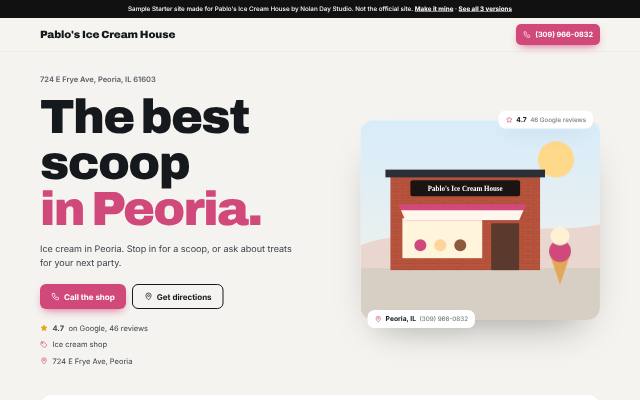 Sample Starter site made for Pablo's Ice Cream House by Nolan Day Studio. Not the official site. Make it mine · See all 3 versions
Pablo's Ice Cream House
(309) 966-0832
724 E Frye Ave, Peoria, IL 61603
The best
scoop
in Peoria.
Ice cream in Peoria. Stop in for a scoop, or ask about treats
for your next party.
Call the shop
Get directions
4.7 on Google, 46 reviews
Ice cream shop
724 E Frye Ave, Peoria
4.7 46 Google reviews
Pablo's Ice Cream House
Peoria, IL (309) 966-0832